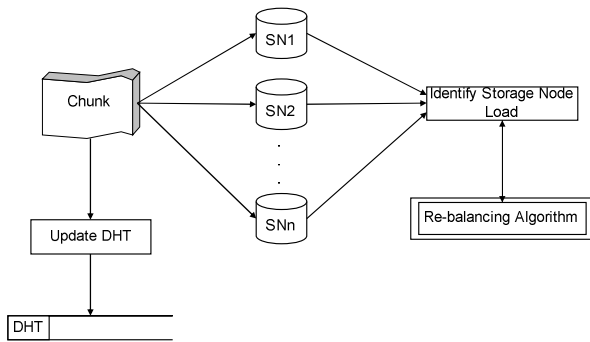 SN1
Chunk
SN2
Identify Storage Node
Load
.
.
.
SNn
Re-balancing Algorithm
Update DHT
DHT